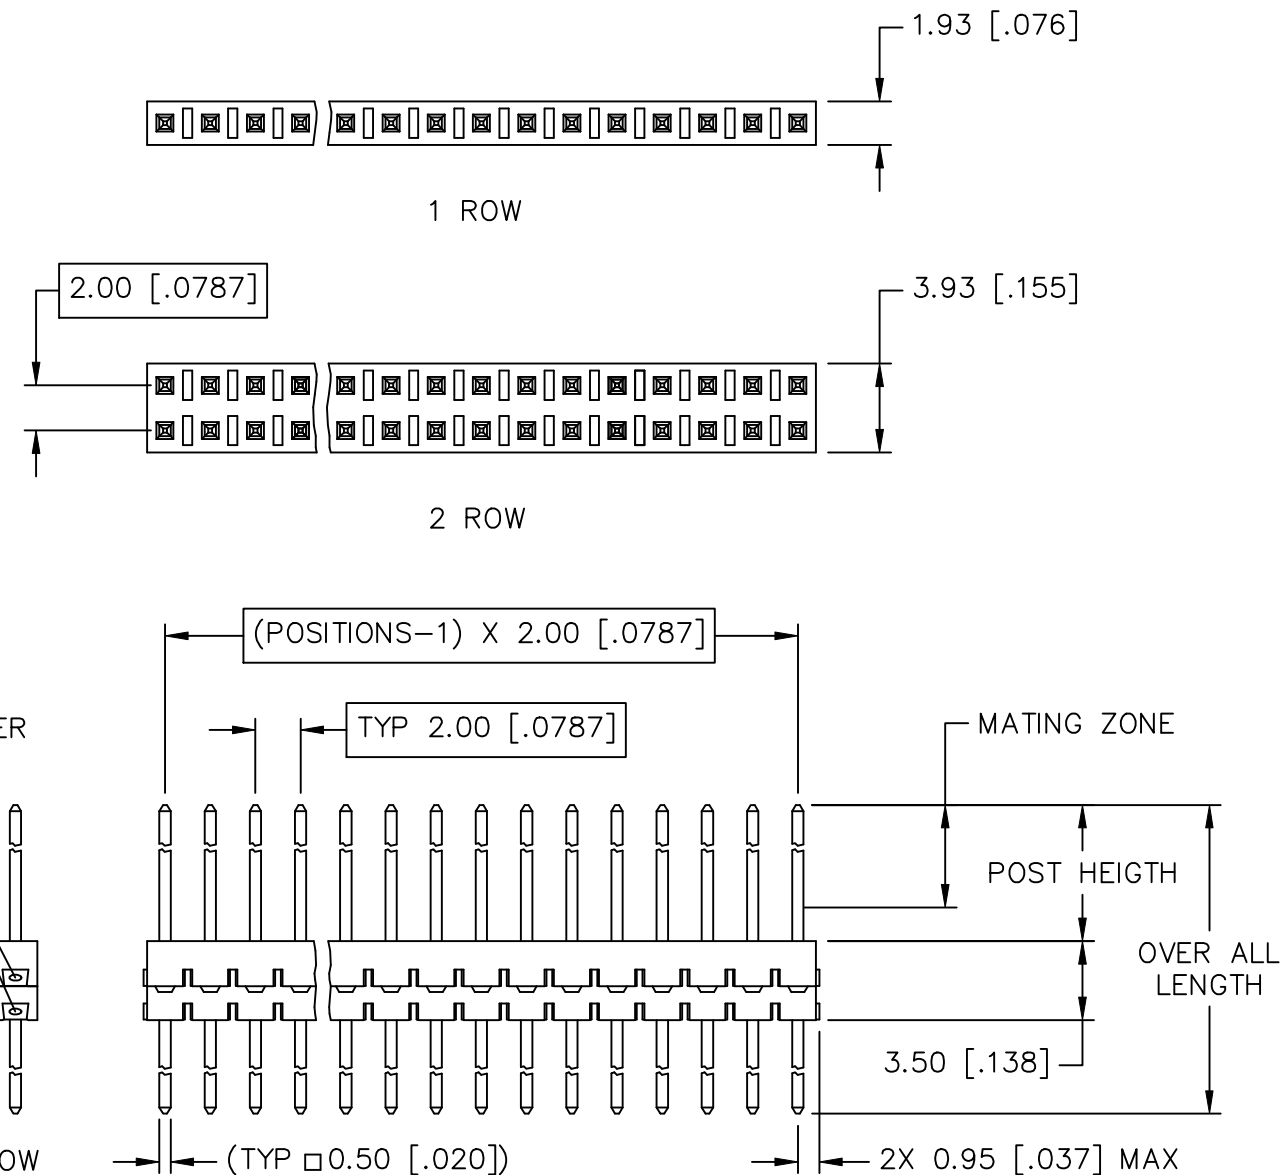 1.93 [.076]
1 ROW
2.00 [.0787]
3.93 [.155]
2 ROW
(POSITIONS-1) X 2.00 [.0787]
ER
TYP 2.00 [.0787]
MATING ZONE
POST HEIGTH
OVER ALL
LENGTH
3.50 [.138]
OW
(TYP □0.50 [.020])
2X 0.95 [.037] MAX